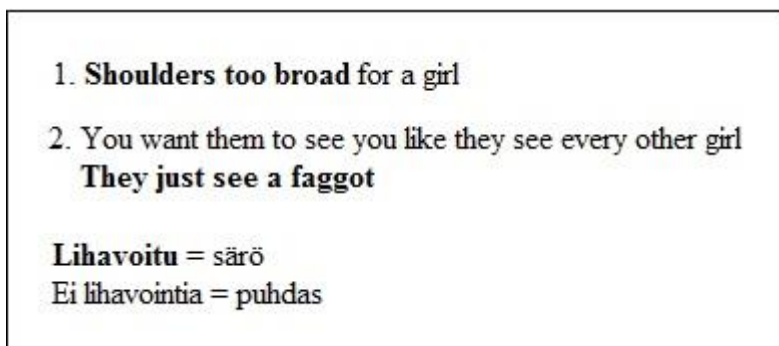 1. Shoulders too broad for a girl
2. You want them to see you like they see every other girl
They just see a faggot
Lihavoitu = särö
Ei lihavointia = puhdas